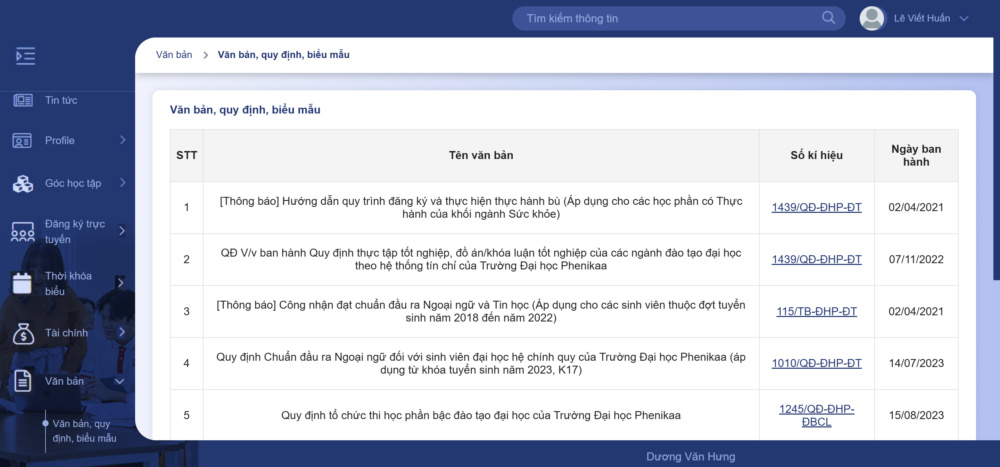 Tìm kiếm thông tin
Lê Viết Huấn
Văn bản
Văn bản, quy định, biểu mẫu
Tin tức
Profile
Góc học tập
Đăng ký trực
tuyến
Thời khóa
biểu
Tài chính
Văn bản
Văn bản, quy
định, biểu mẫu
Văn bản, quy định, biểu mẫu
STT
Tên văn bản
Số kí hiệu
Ngày ban
hành
1
[Thông báo] Hướng dẫn quy trình đăng ký và thực hiện thực hành bù (Áp dụng cho các học phần có Thực
hành của khối ngành Sức khỏe)
1439/QĐ-ĐHP-ĐT
02/04/2021
2
QĐ V/v ban hành Quy định thực tập tốt nghiệp, đồ án/khóa luận tốt nghiệp của các ngành đào tạo đại học
theo hệ thống tín chỉ của Trường Đại học Phenikaa
1439/QĐ-ĐHP-ĐT
07/11/2022
3
[Thông báo] Công nhận đạt chuẩn đầu ra Ngoại ngữ và Tin học (Áp dụng cho các sinh viên thuộc đợt tuyển
sinh năm 2018 đến năm 2022)
115/TB-ĐHP-ĐT
02/04/2021
4
Quy định Chuẩn đầu ra Ngoại ngữ đối với sinh viên đại học hệ chính quy của Trường Đại học Phenikaa (áp
dụng từ khóa tuyển sinh năm 2023, K17)
1010/QĐ-ĐHP-ĐT
14/07/2023
5
Quy định tổ chức thi học phần bậc đào tạo đại học của Trường Đại học Phenikaa
1245/QĐ-ĐHP-
ĐBCL
15/08/2023
Dương Văn Hưng